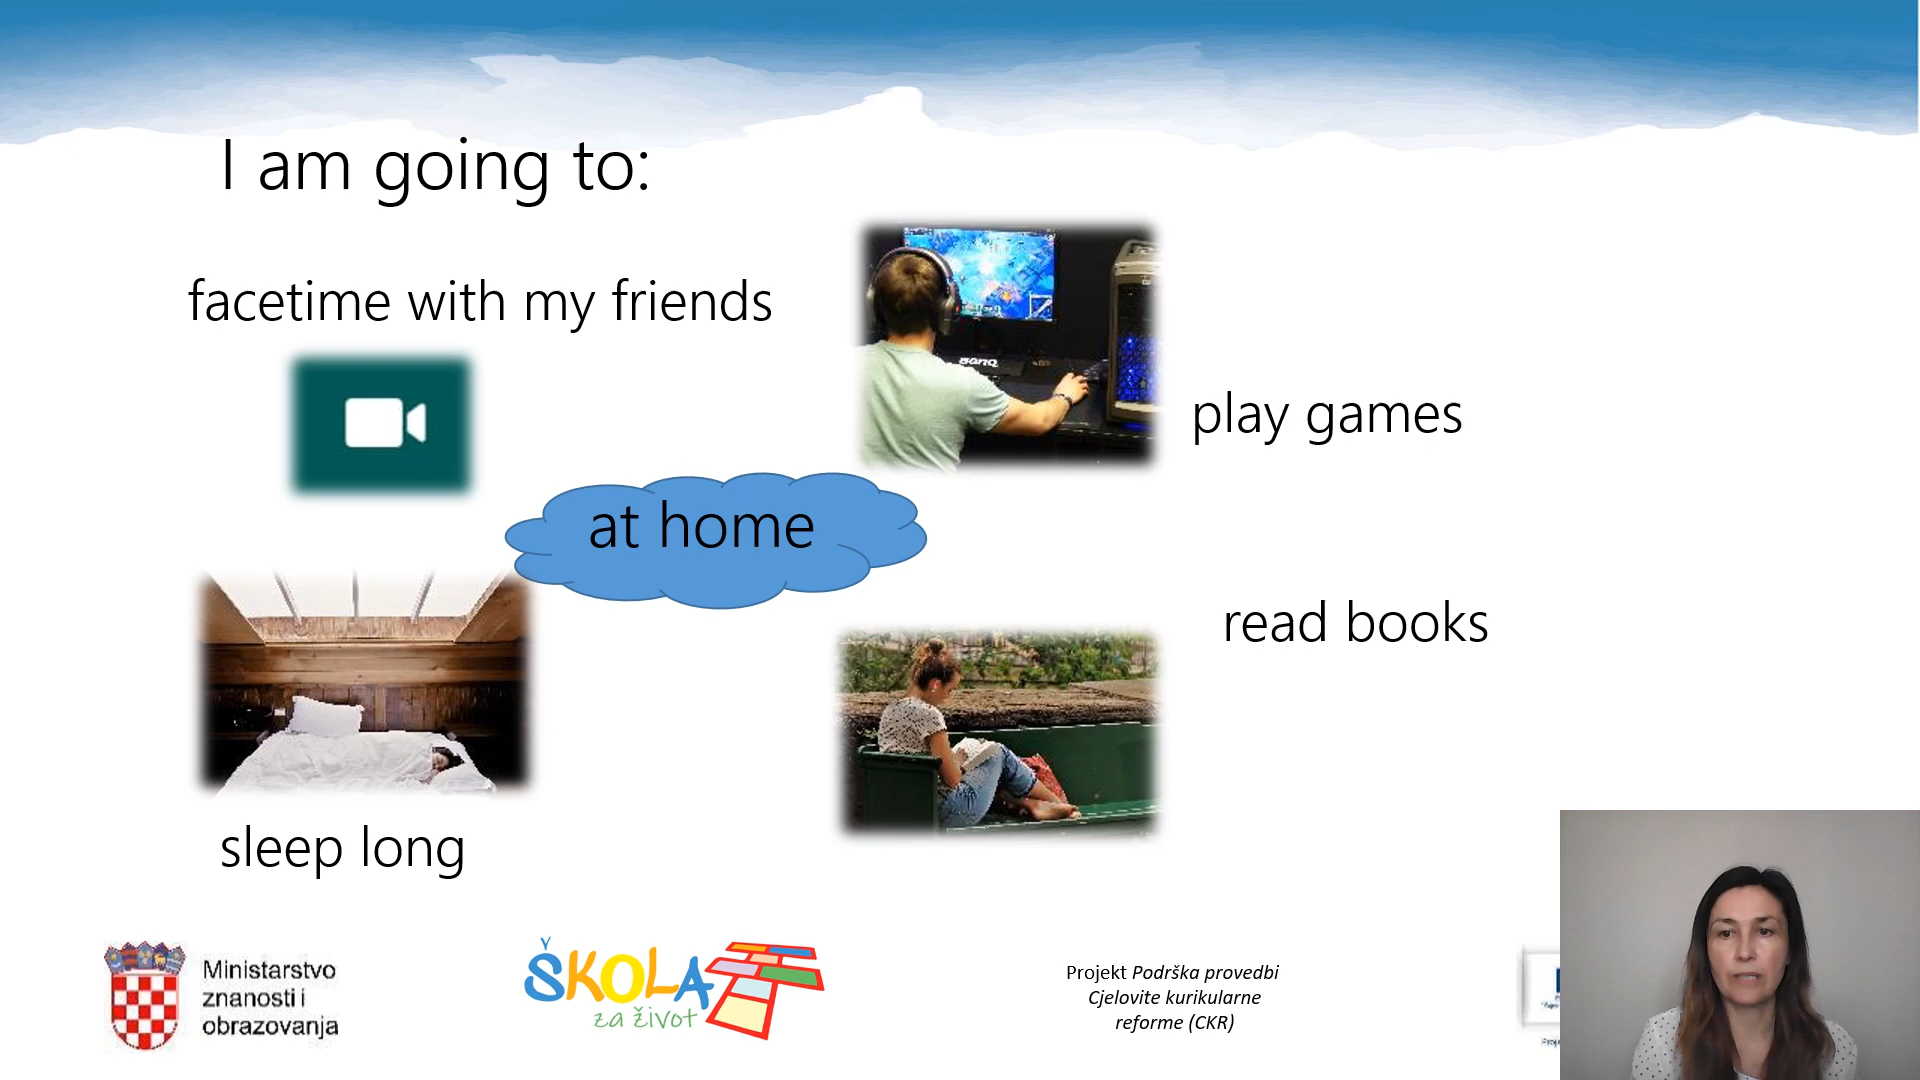 I am going to:
facetime with my friends
play games
at home
read books
sleep long
Ministarstvo
znanosti i
obrazovanja
ŠKOLA
za život
Projekt Podrška provedbi
Cjelovite kurikularne
reforme (CKR)